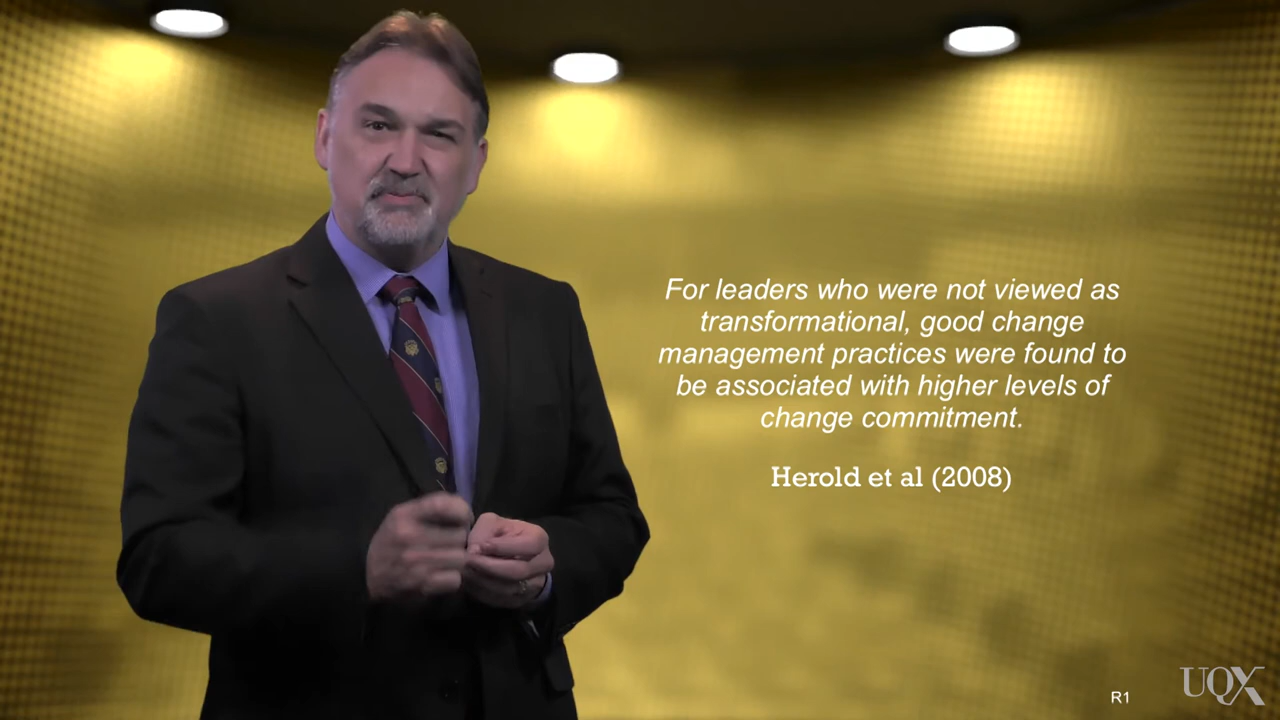 For leaders who were not viewed as
transformational, good change
management practices were found to
be associated with higher levels of
change commitment.
Herold et al (2008)
R1
UQX